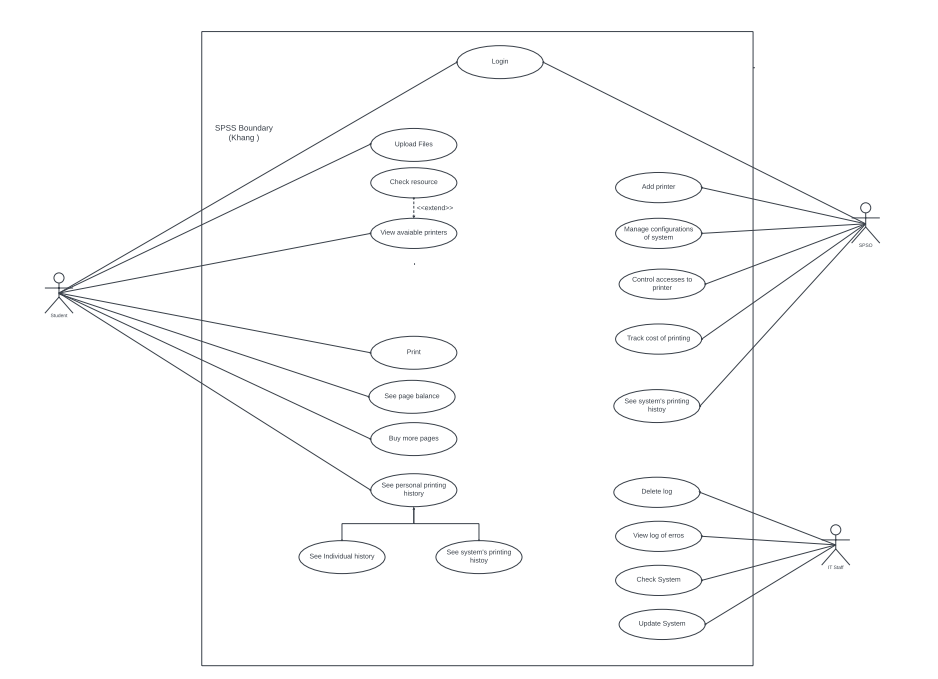 Login
SPSS Boundary
(Khang )
Upload Files
Check resource
<<extend>>
View avaiable printers
Add printer
Manage configurations
of system
SPSO
Control accesses to
printer
Student
Track cost of printing
Print
See page balance
See system's printing
histoy
Buy more pages
See personal printing
history
Delete log
View log of erros
See Individual history
See system's printing
histoy
IT Staff
Check System
Update System